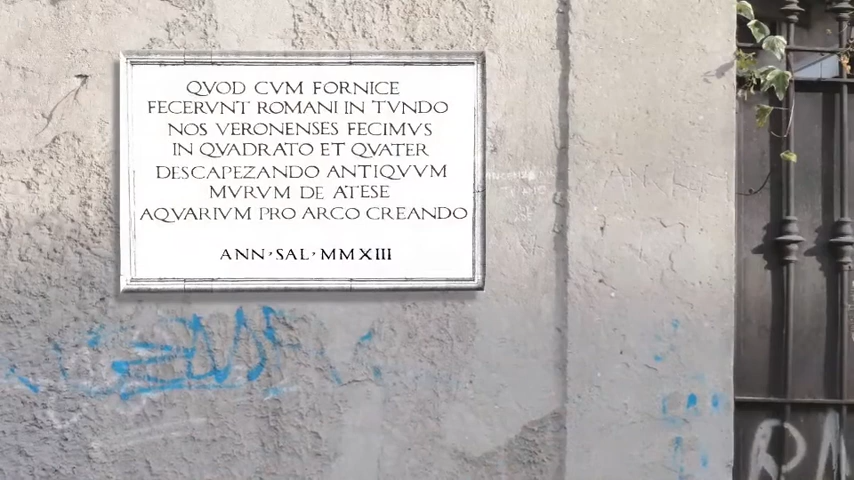 QVOD CVM FORNICE
FECERVNT ROMANI IN TVNDO
NOS VERONENSES FECIMVS
IN QVADRATO ET QVATER
DESCAPEZANDO ANTIQVVM
MVRVM DE ATESE
AQVARIVM PRO ARCO CREANDO
ANN, SAL, MMXIII